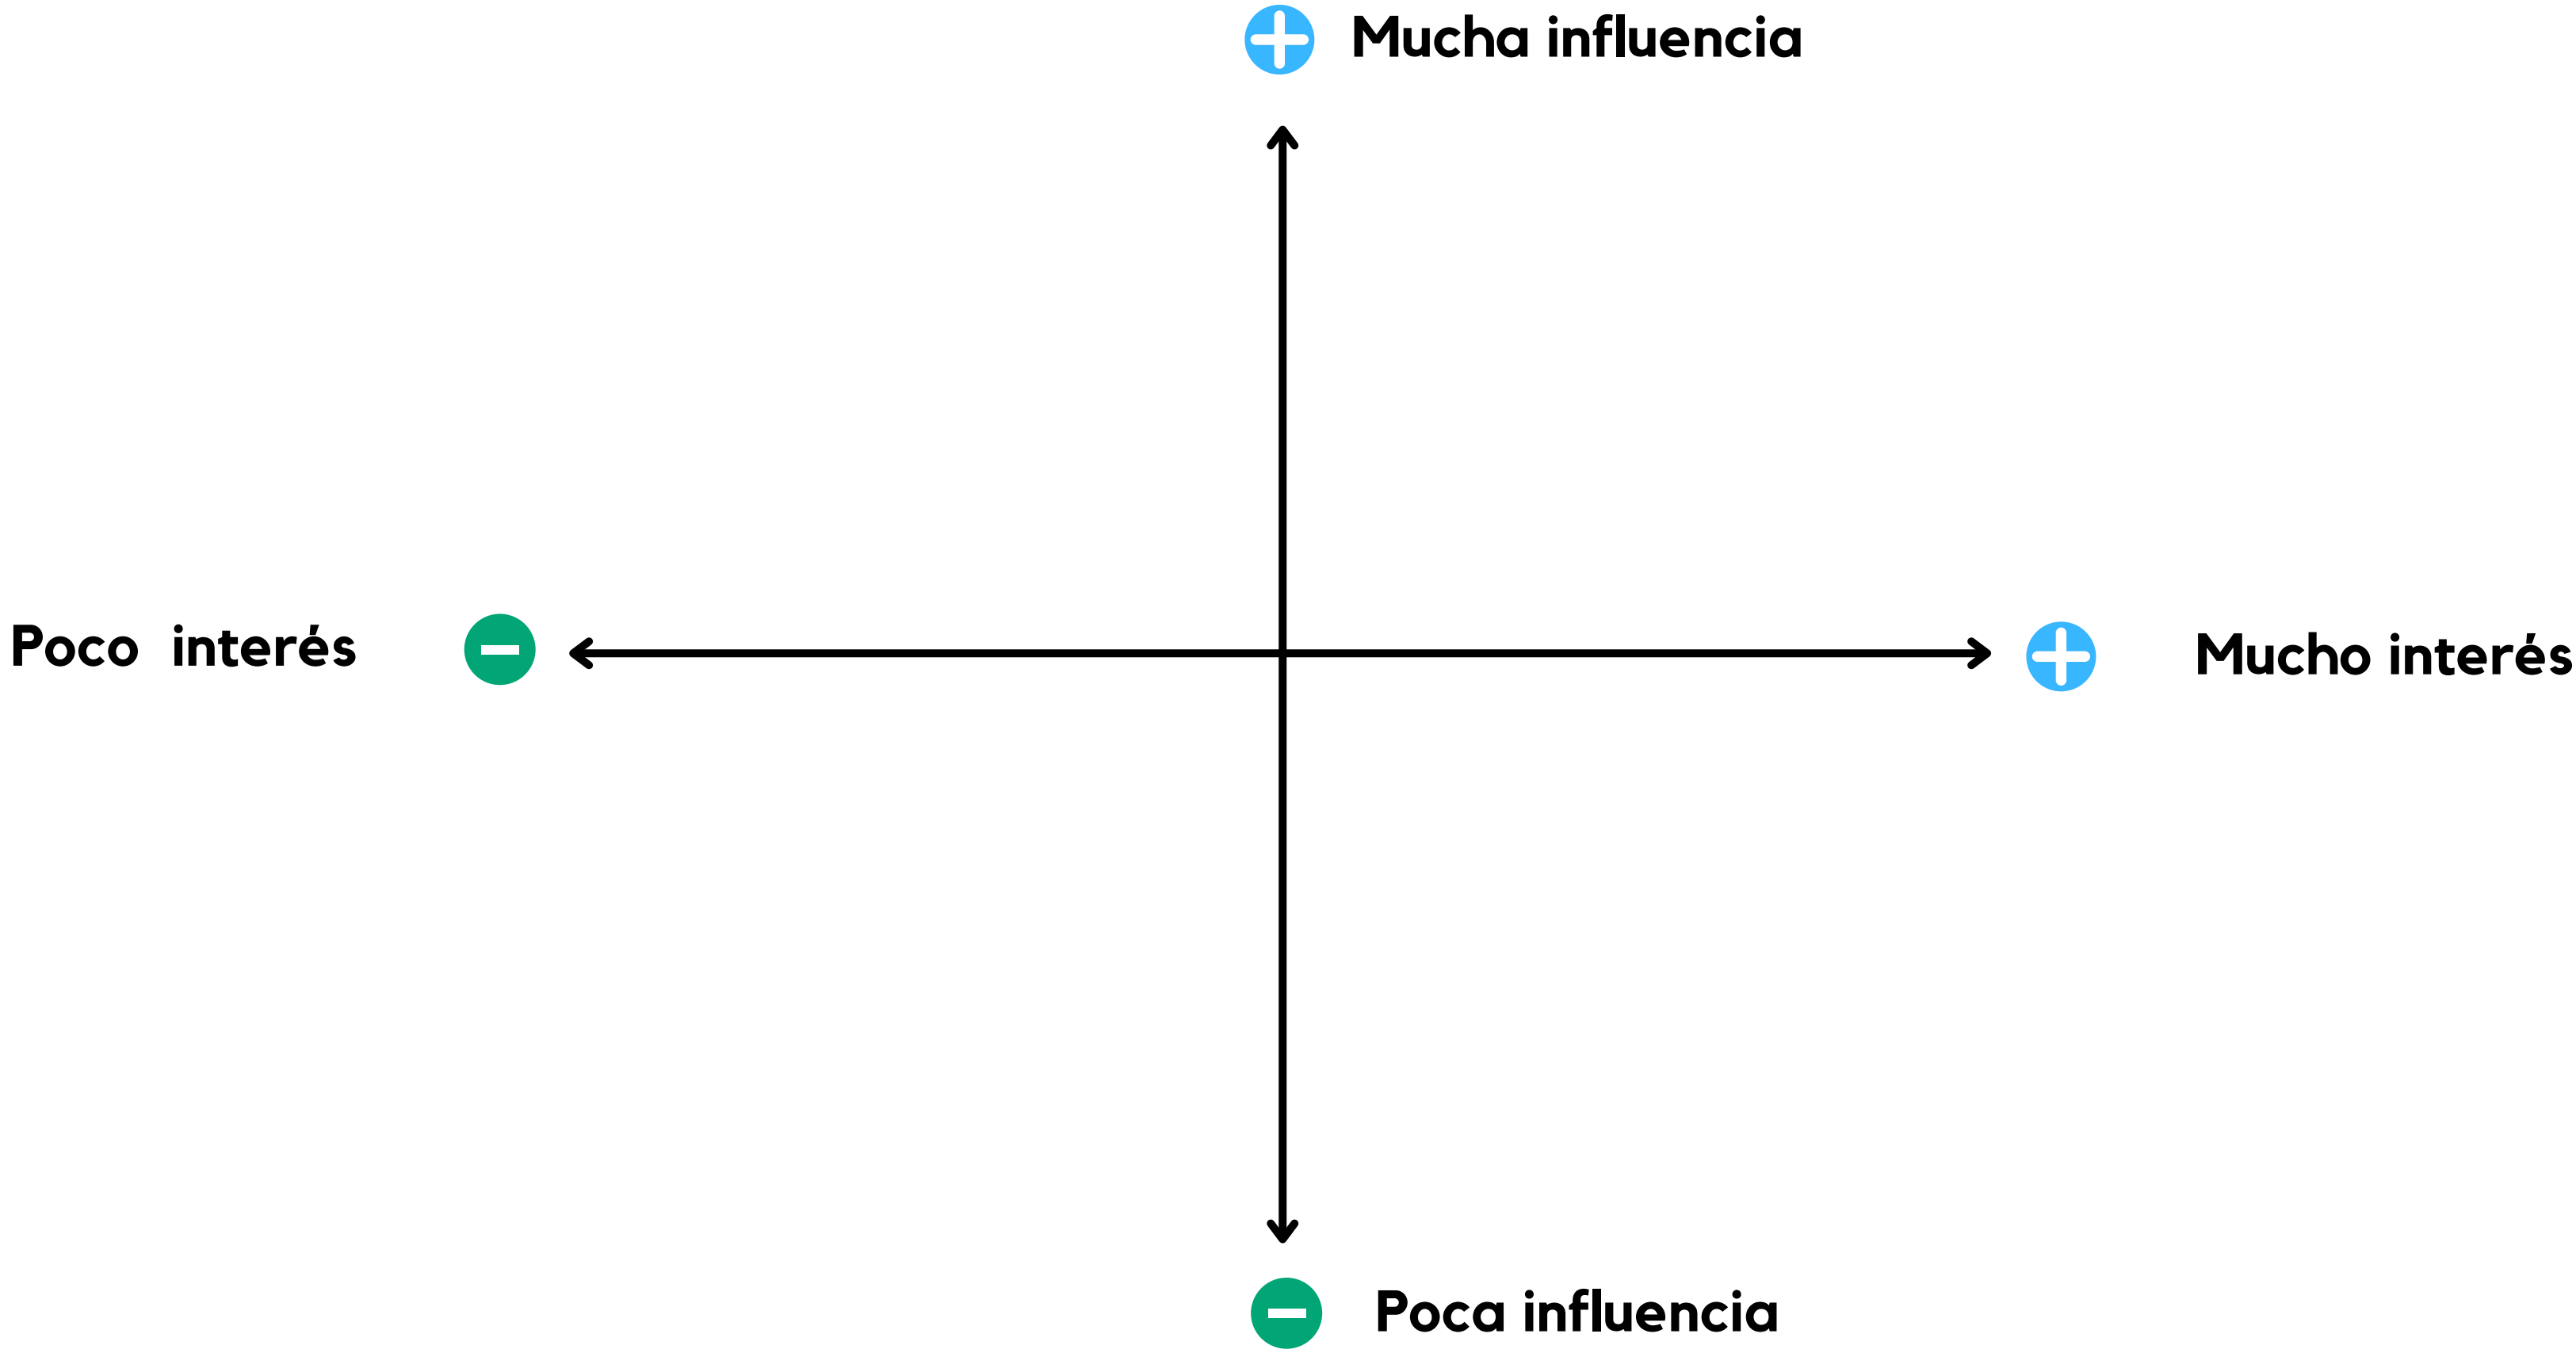 Mucha influencia
Poco interés
Mucho interés
Poca influencia